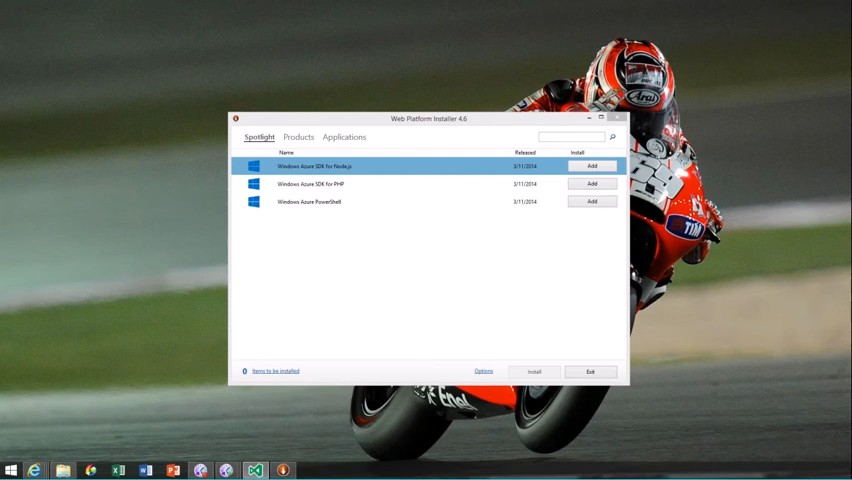 Web Platform Installer 4.6
Spotlight Products Applications
Name Released Install
Windows Azure SDK for Node.js 3/11/2014 Add
Windows Azure SDK for PHP 3/11/2014 Add
Windows Azure PowerShell 3/11/2014 Add
0 Items to be installed Options Install Exit
Arai
69
TIM
Enel